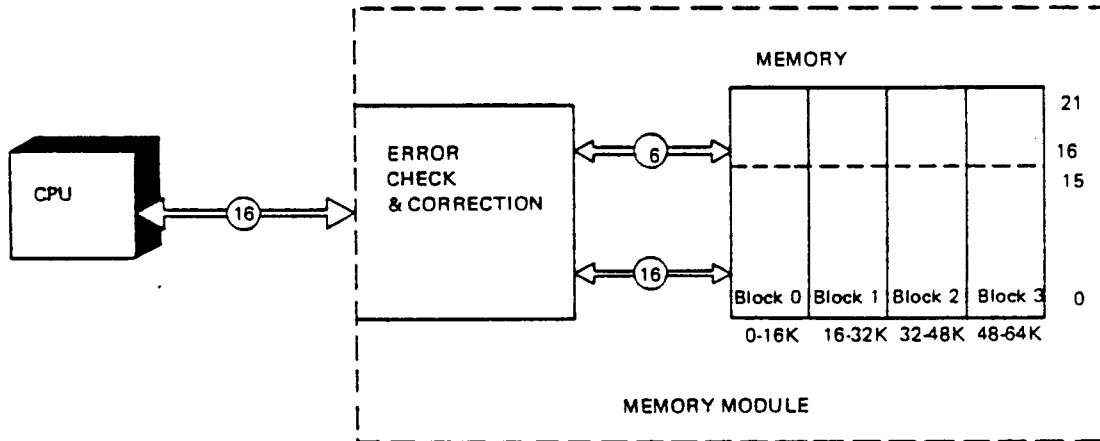 MEMORY
21
16
15
0
CPU
16
ERROR
CHECK
& CORRECTION
6
16
Block 0
Block 1
Block 2
Block 3
0-16K
16-32K
32-48K
48-64K
MEMORY MODULE